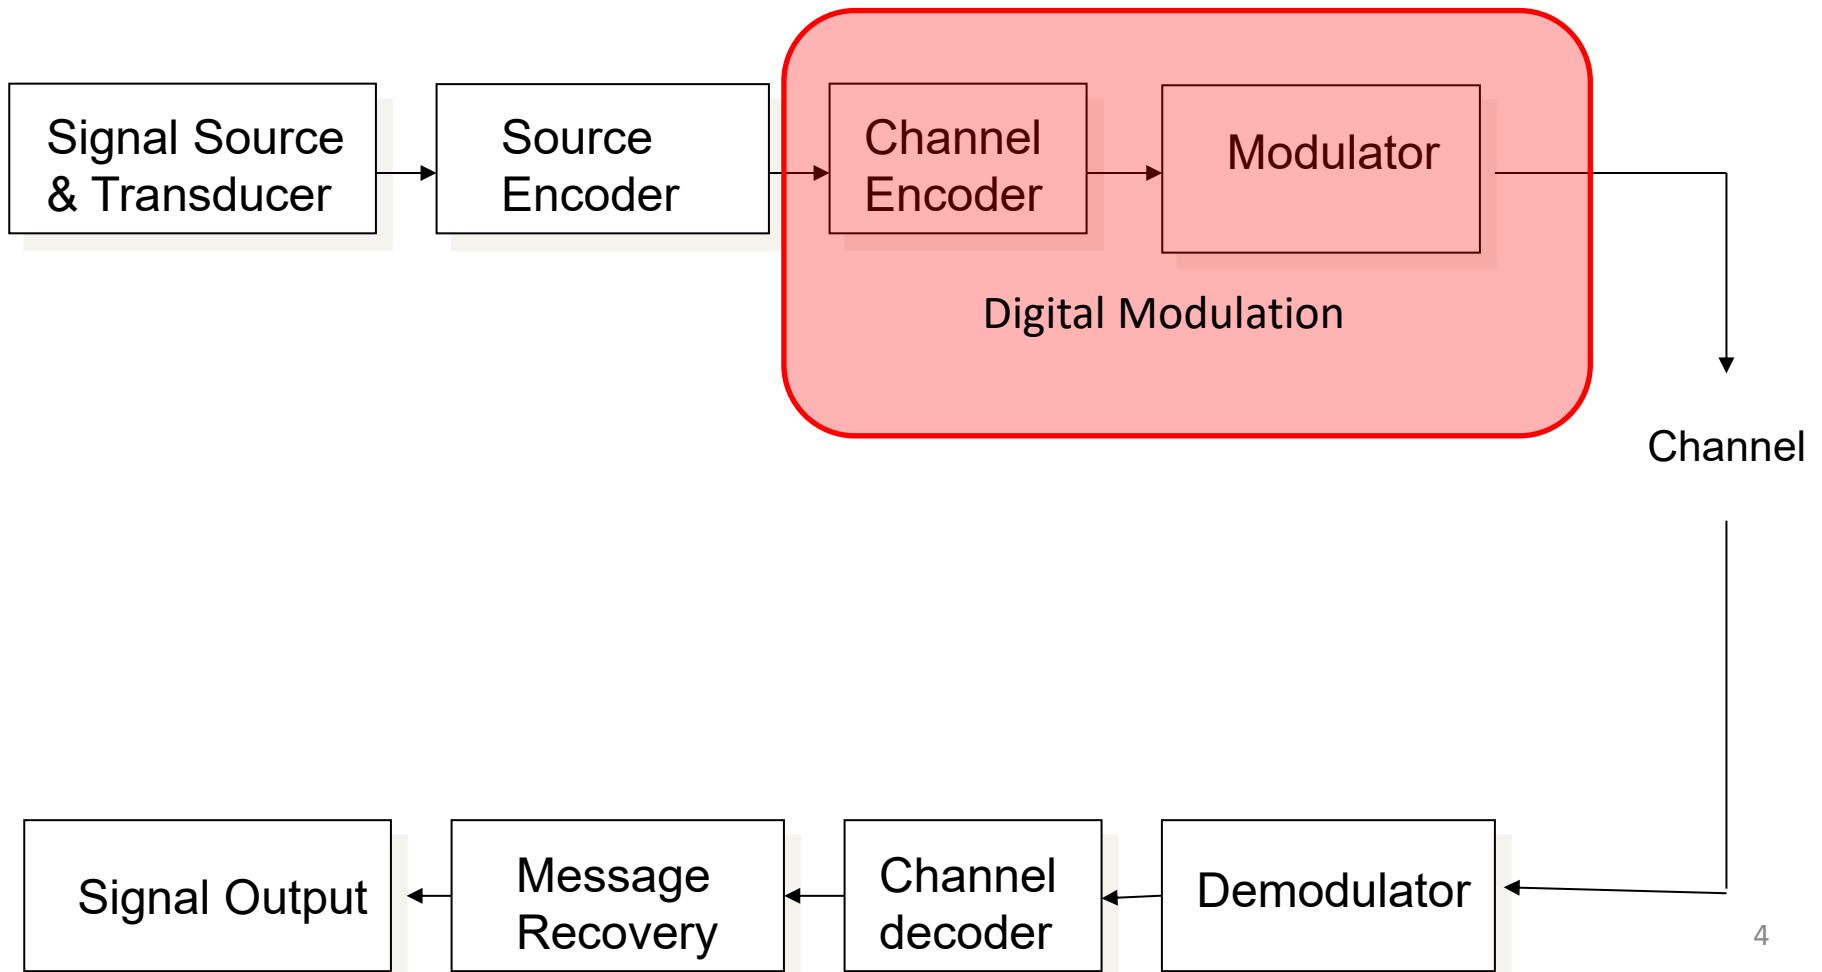 Signal Source
& Transducer
Source
Encoder
Channel
Encoder
Modulator
Digital Modulation
Channel
Signal Output
Message
Recovery
Channel
decoder
Demodulator
4